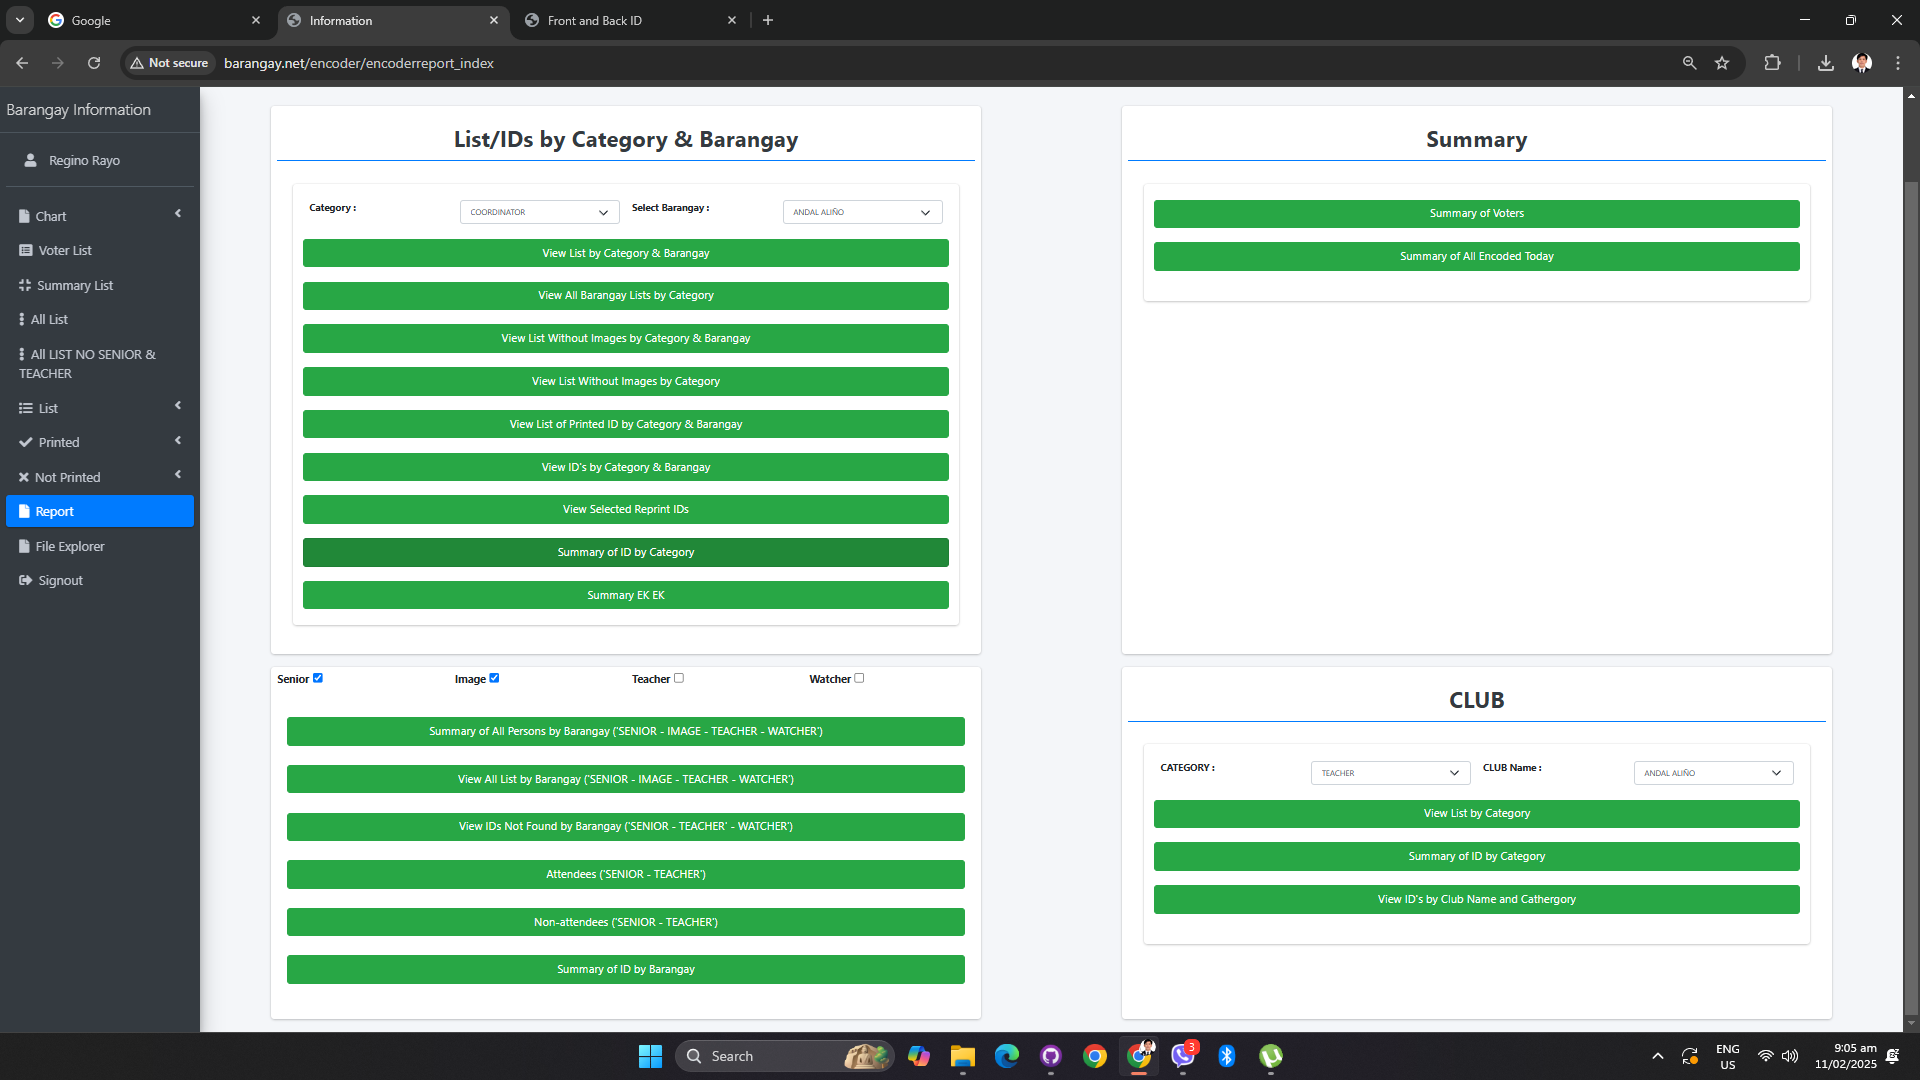 Google
Information
Front and Back ID
Not secure
barangay.net/encoder/encoderreport_index
Barangay Information
Regino Rayo
Chart
Voter List
Summary List
All List
All LIST NO SENIOR &
TEACHER
List
Printed
Not Printed
Report
File Explorer
Signout
List/IDs by Category & Barangay
Category :
COORDINATOR
Select Barangay :
ANDAL ALIÑO
View List by Category & Barangay
View All Barangay Lists by Category
View List Without Images by Category & Barangay
View List Without Images by Category
View List of Printed ID by Category & Barangay
View ID's by Category & Barangay
View Selected Reprint IDs
Summary of ID by Category
Summary EK EK
Summary
Summary of Voters
Summary of All Encoded Today
Senior
Image
Teacher
Watcher
Summary of All Persons by Barangay ('SENIOR - IMAGE - TEACHER - WATCHER')
View All List by Barangay ('SENIOR - IMAGE - TEACHER - WATCHER')
View IDs Not Found by Barangay ('SENIOR - TEACHER' - WATCHER')
Attendees ('SENIOR - TEACHER')
Non-attendees ('SENIOR - TEACHER')
Summary of ID by Barangay
CLUB
CATEGORY :
TEACHER
CLUB Name :
ANDAL ALIÑO
View List by Category
Summary of ID by Category
View ID's by Club Name and Cathergory
Search
3
ENG
US
9:05 am
11/02/2025